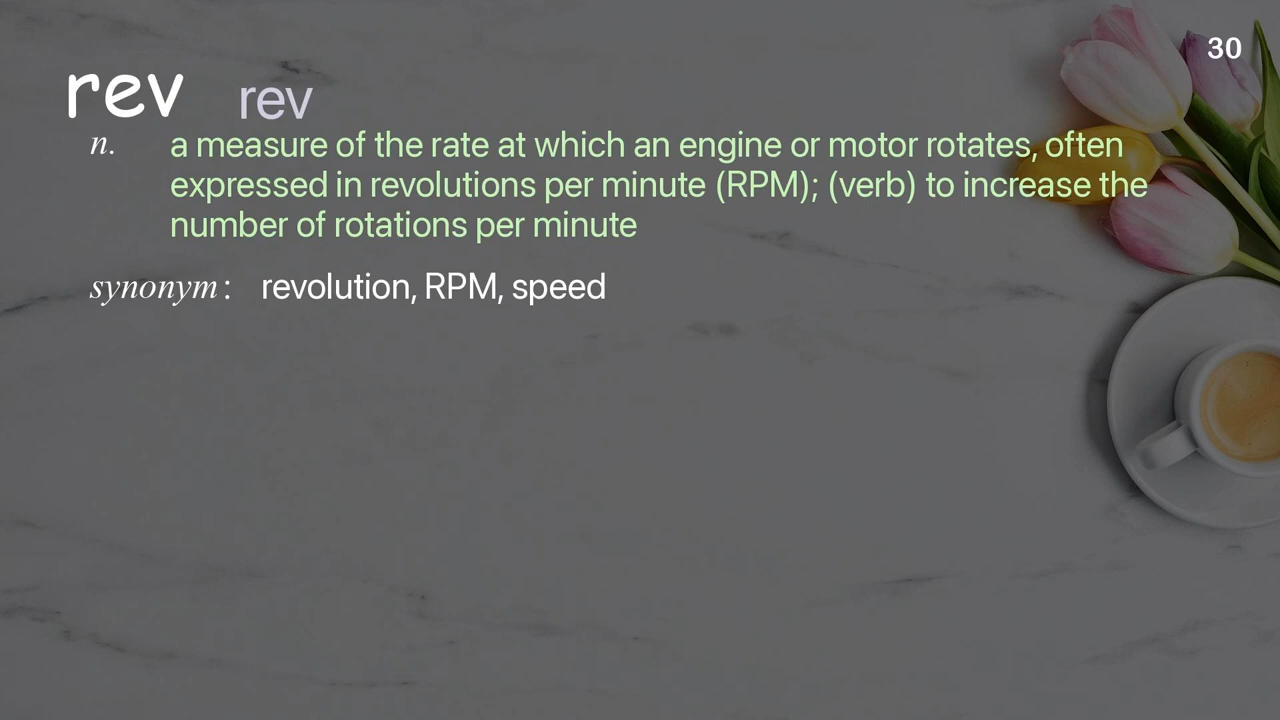 30
rev rev
n. a measure of the rate at which an engine or motor rotates, often
expressed in revolutions per minute (RPM); (verb) to increase the
number of rotations per minute
synonym: revolution, RPM, speed